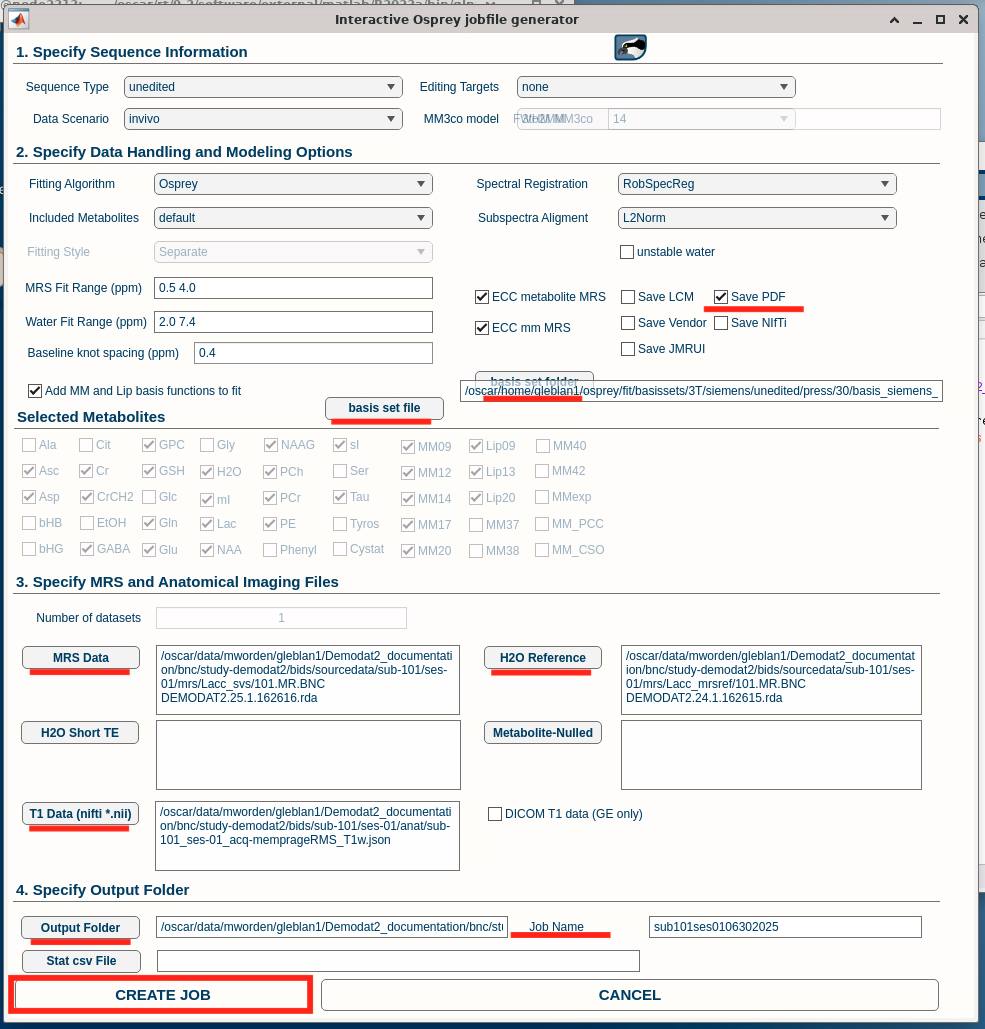 Interactive Osprey jobfile generator
1. Specify Sequence Information
Sequence Type unedited Editing Targets none
Data Scenario invivo MM3co model 14
2. Specify Data Handling and Modeling Options
Fitting Algorithm Osprey Spectral Registration RobSpecReg
Included Metabolites default Subspectra Aligment L2Norm
Fitting Style Separate unstable water
MRS Fit Range (ppm) 0.5 4.0 ECC metabolite MRS Save LCM Save PDF
Water Fit Range (ppm) 2.0 7.4 ECC mm MRS Save Vendor Save NIfTi
Baseline knot spacing (ppm) 0.4 Save JMRUI
basis set folder
Add MM and Lip basis functions to fit /oscar/home/gleblan1/osprey/fit/basissets/3T/siemens/unedited/press/30/basis_siemens_
basis set file
Selected Metabolites
Ala Cit GPC Gly NAAG sI MM09 Lip09 MM40
Asc Cr GSH H2O PCh Ser MM12 Lip13 MM42
Asp CrCH2 Glc mI PCr Tau MM14 Lip20 MMexp
bHB EtOH Gln Lac PE Tyros MM17 MM37 MM_PCC
bHG GABA Glu NAA Phenyl Cystat MM20 MM38 MM_CSO
3. Specify MRS and Anatomical Imaging Files
Number of datasets 1
MRS Data
/oscar/data/mworden/gleblan1/Demodat2_documentati
on/bnc/study-demodat2/bids/sourcedata/sub-101/ses-
01/mrs/Lacc_svs/101.MR.BNC
DEMODAT2.25.1.162616.rda
H2O Reference
/oscar/data/mworden/gleblan1/Demodat2_documentat
ion/bnc/study-demodat2/bids/sourcedata/sub-101/ses-
01/mrs/Lacc_mrsref/101.MR.BNC
DEMODAT2.24.1.162615.rda
H2O Short TE Metabolite-Nulled
T1 Data (nifti *.nii)
/oscar/data/mworden/gleblan1/Demodat2_documentati
on/bnc/study-demodat2/bids/sub-101/ses-01/anat/sub-
101_ses-01_acq-memprageRMS_T1w.json
DICOM T1 data (GE only)
4. Specify Output Folder
Output Folder /oscar/data/mworden/gleblan1/Demodat2_documentation/bnc/st Job Name sub101ses0106302025
Stat csv File
CREATE JOB CANCEL